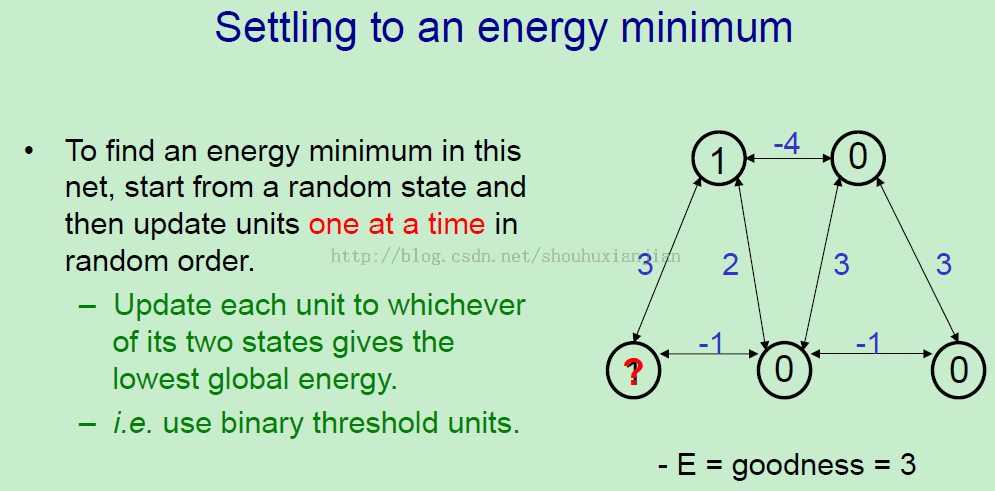 Settling to an energy minimum
• To find an energy minimum in this
net, start from a random state and
then update units one at a time in
random order.
– Update each unit to whichever
of its two states gives the
lowest global energy.
– i.e. use binary threshold units.
http://blog.csdn.net/shouhuxianjian
1 -4 0
3 2 3 3
? -1 0 -1 0
- E = goodness = 3